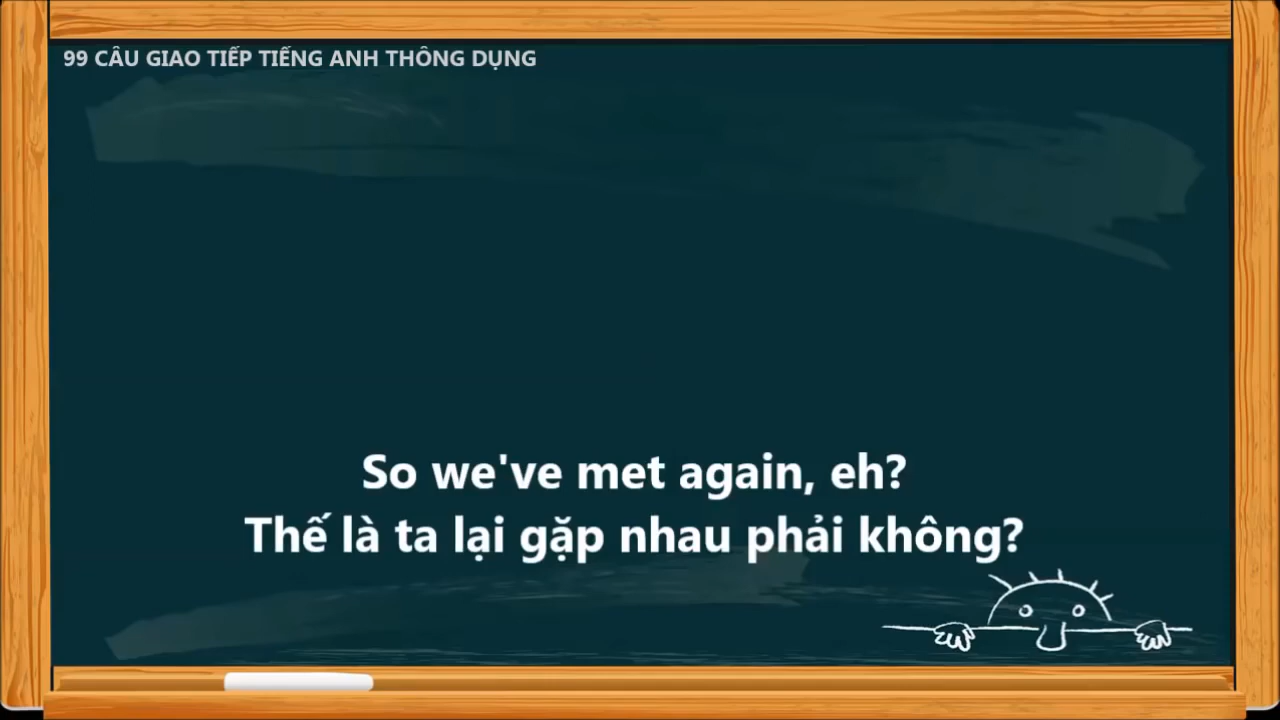 99 CÂU GIAO TIẾP TIẾNG ANH THÔNG DỤNG
So we've met again, eh?
Thế là ta lại gặp nhau phải không?